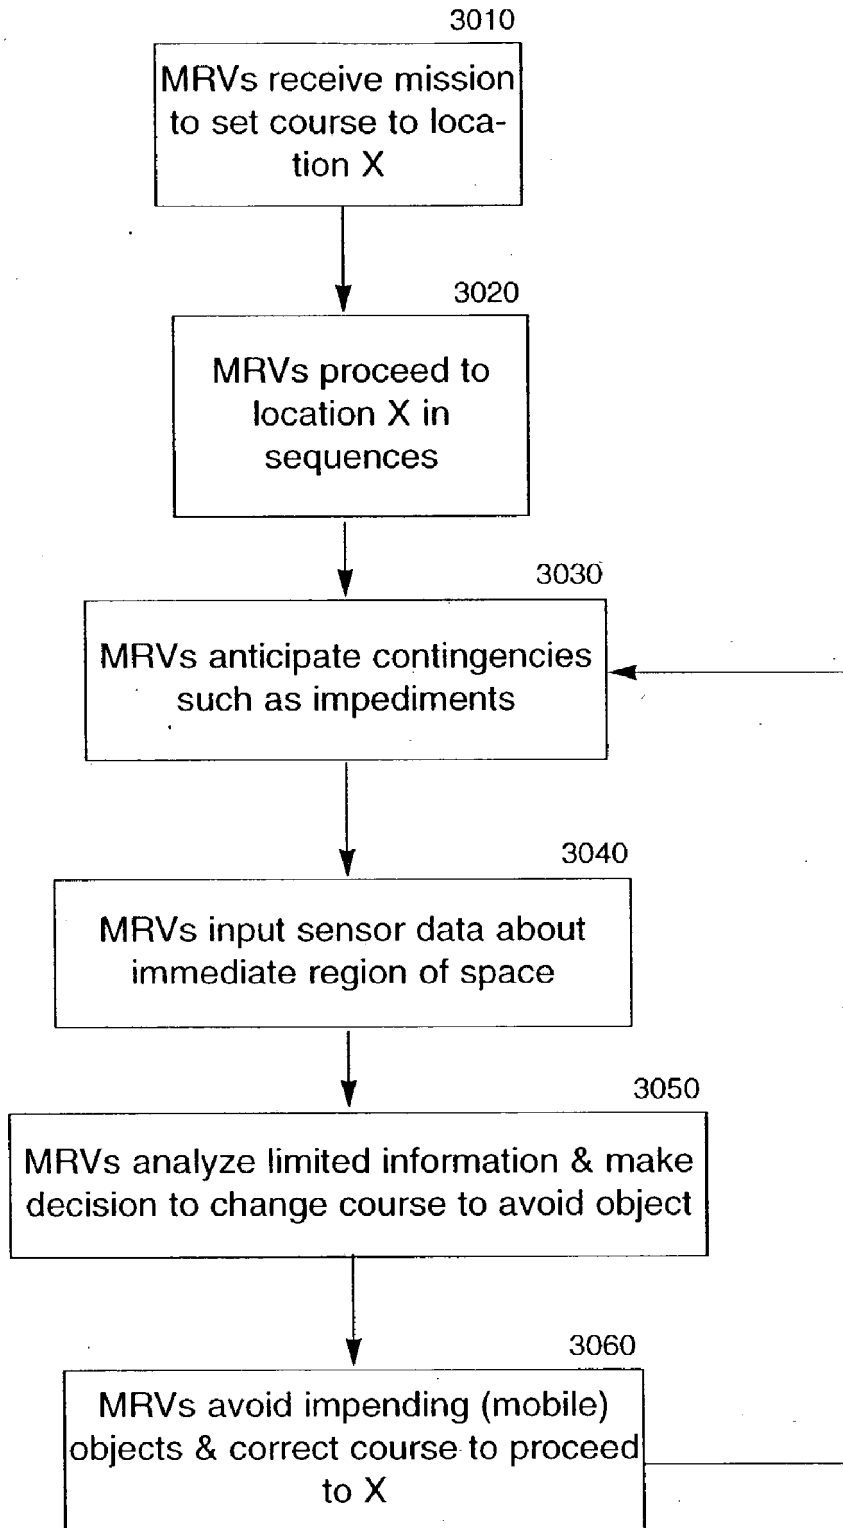 3010
MRVs receive mission
to set course to loca-
tion X
3020
MRVs proceed to
location X in
sequences
3030
MRVs anticipate contingencies
such as impediments
3040
MRVs input sensor data about
immediate region of space
3050
MRVs analyze limited information & make
decision to change course to avoid object
3060
MRVs avoid impending (mobile)
objects & correct course to proceed
to X